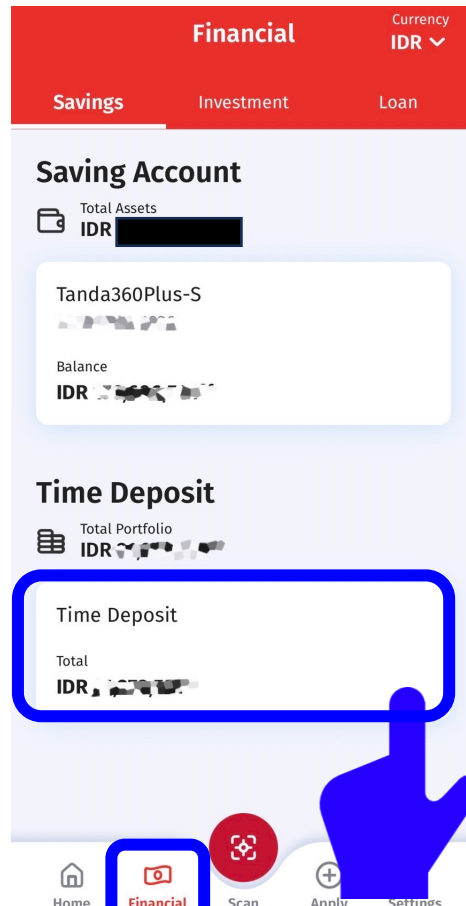 Currency
Financial
IDR
Savings
Investment
Loan
Saving Account
Total Assets
IDR
Tanda360Plus-S
Balance
IDR
Time Deposit
Total Portfolio
IDR
Time Deposit
Total
IDR
Home
Financial
Scan
Apply
Settings